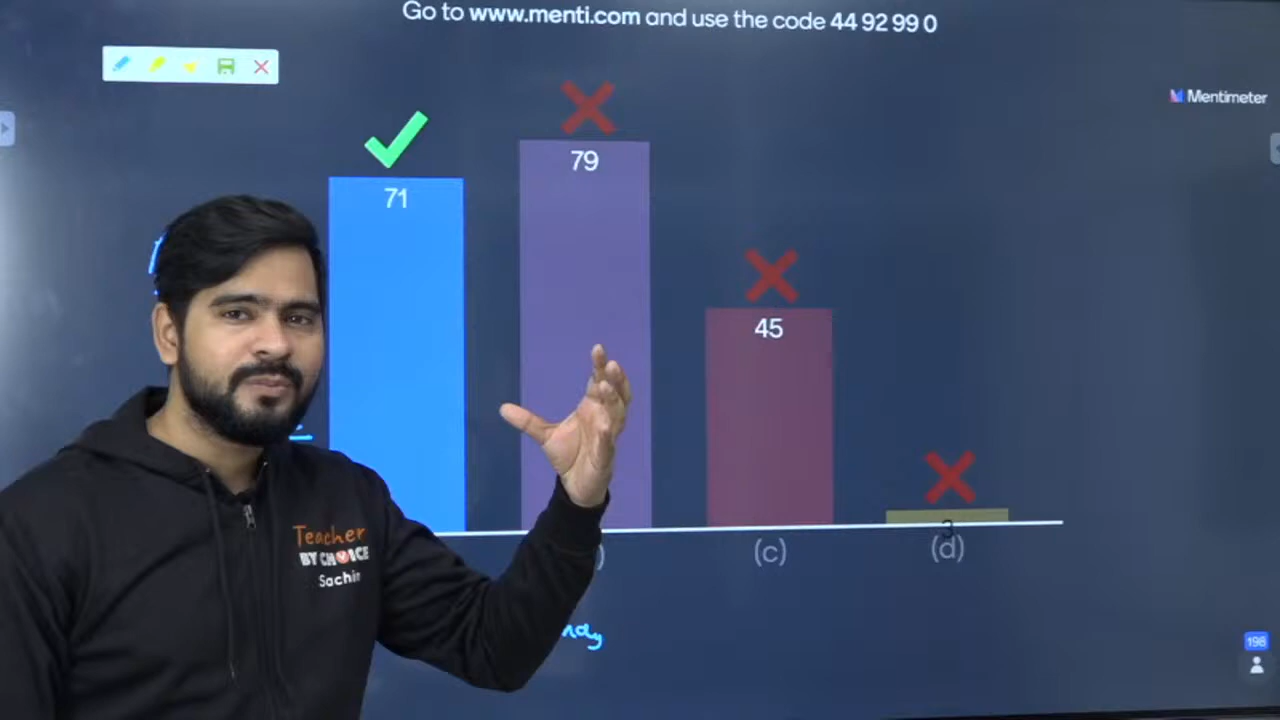 Go to www.menti.com and use the code 44 92 99 0
Mentimeter
79
71
45
3
(c)
(d)
Teacher
BY CHOICE
Sachin
198